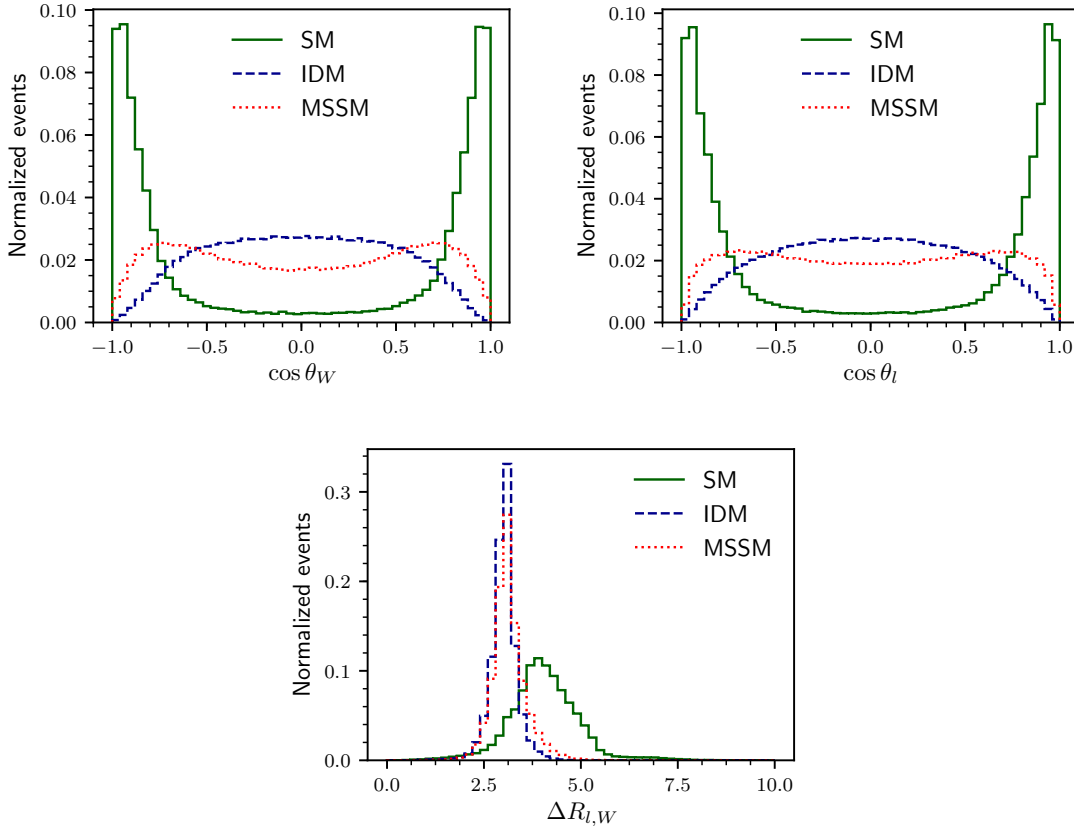 Normalized events
0.10
0.08
0.06
0.04
0.02
0.00
−1.0 −0.5 0.0 0.5 1.0
cos θ_W
SM
IDM
MSSM
Normalized events
0.10
0.08
0.06
0.04
0.02
0.00
−1.0 −0.5 0.0 0.5 1.0
cos θ_l
SM
IDM
MSSM
Normalized events
0.3
0.2
0.1
0.0
0.0 2.5 5.0 7.5 10.0
ΔR_{l,W}
SM
IDM
MSSM